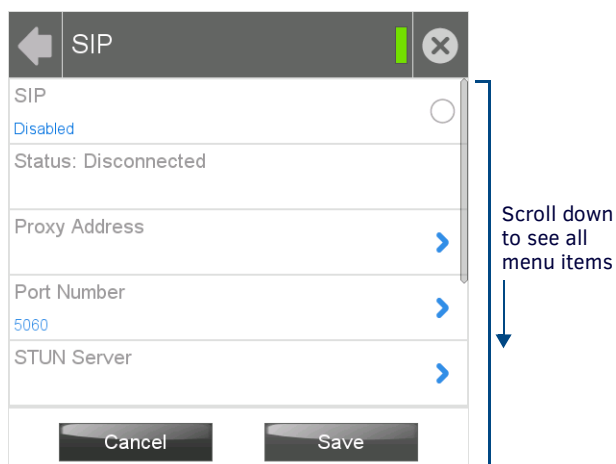 SIP
SIP
Disabled
Status: Disconnected
Proxy Address
Port Number
5060
STUN Server
Cancel
Save
Scroll down
to see all
menu items